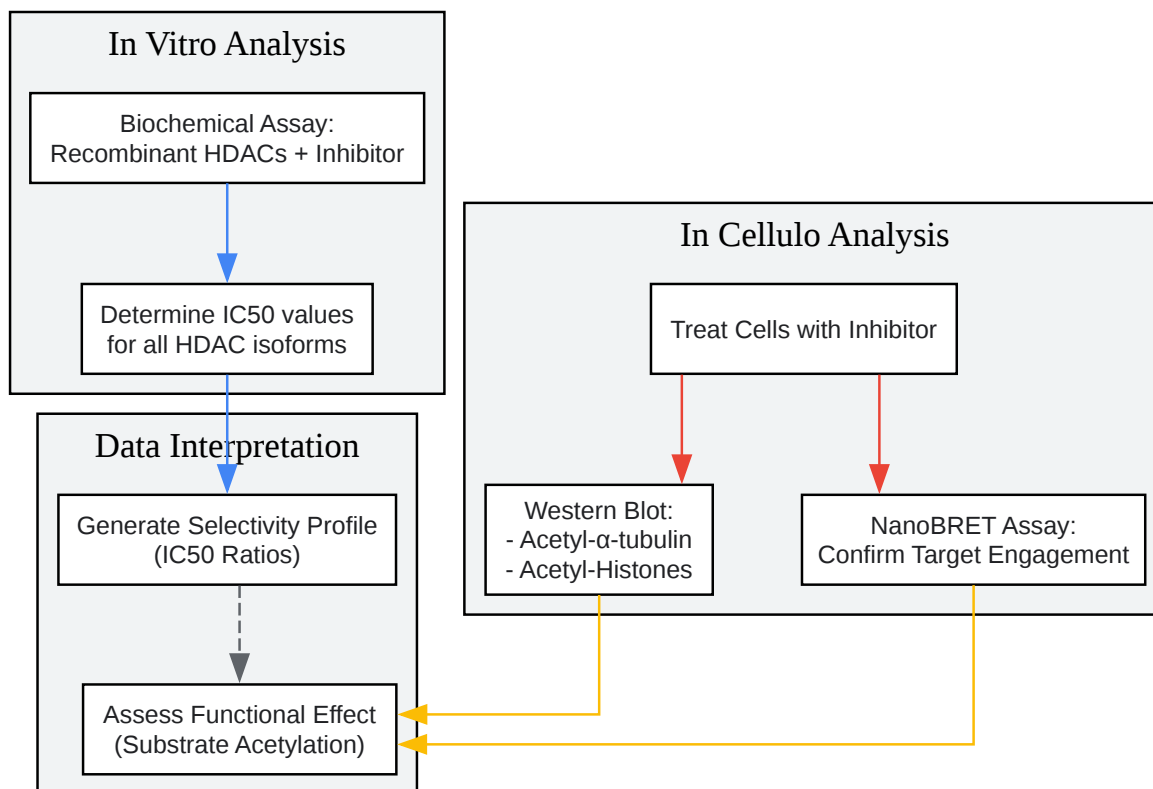 In Vitro Analysis
Biochemical Assay:
Recombinant HDACs + Inhibitor
Determine IC50 values
for all HDAC isoforms
Data Interpretation
Generate Selectivity Profile
(IC50 Ratios)
Assess Functional Effect
(Substrate Acetylation)
In Cellulo Analysis
Treat Cells with Inhibitor
Western Blot:
- Acetyl-α-tubulin
- Acetyl-Histones
NanoBRET Assay:
Confirm Target Engagement